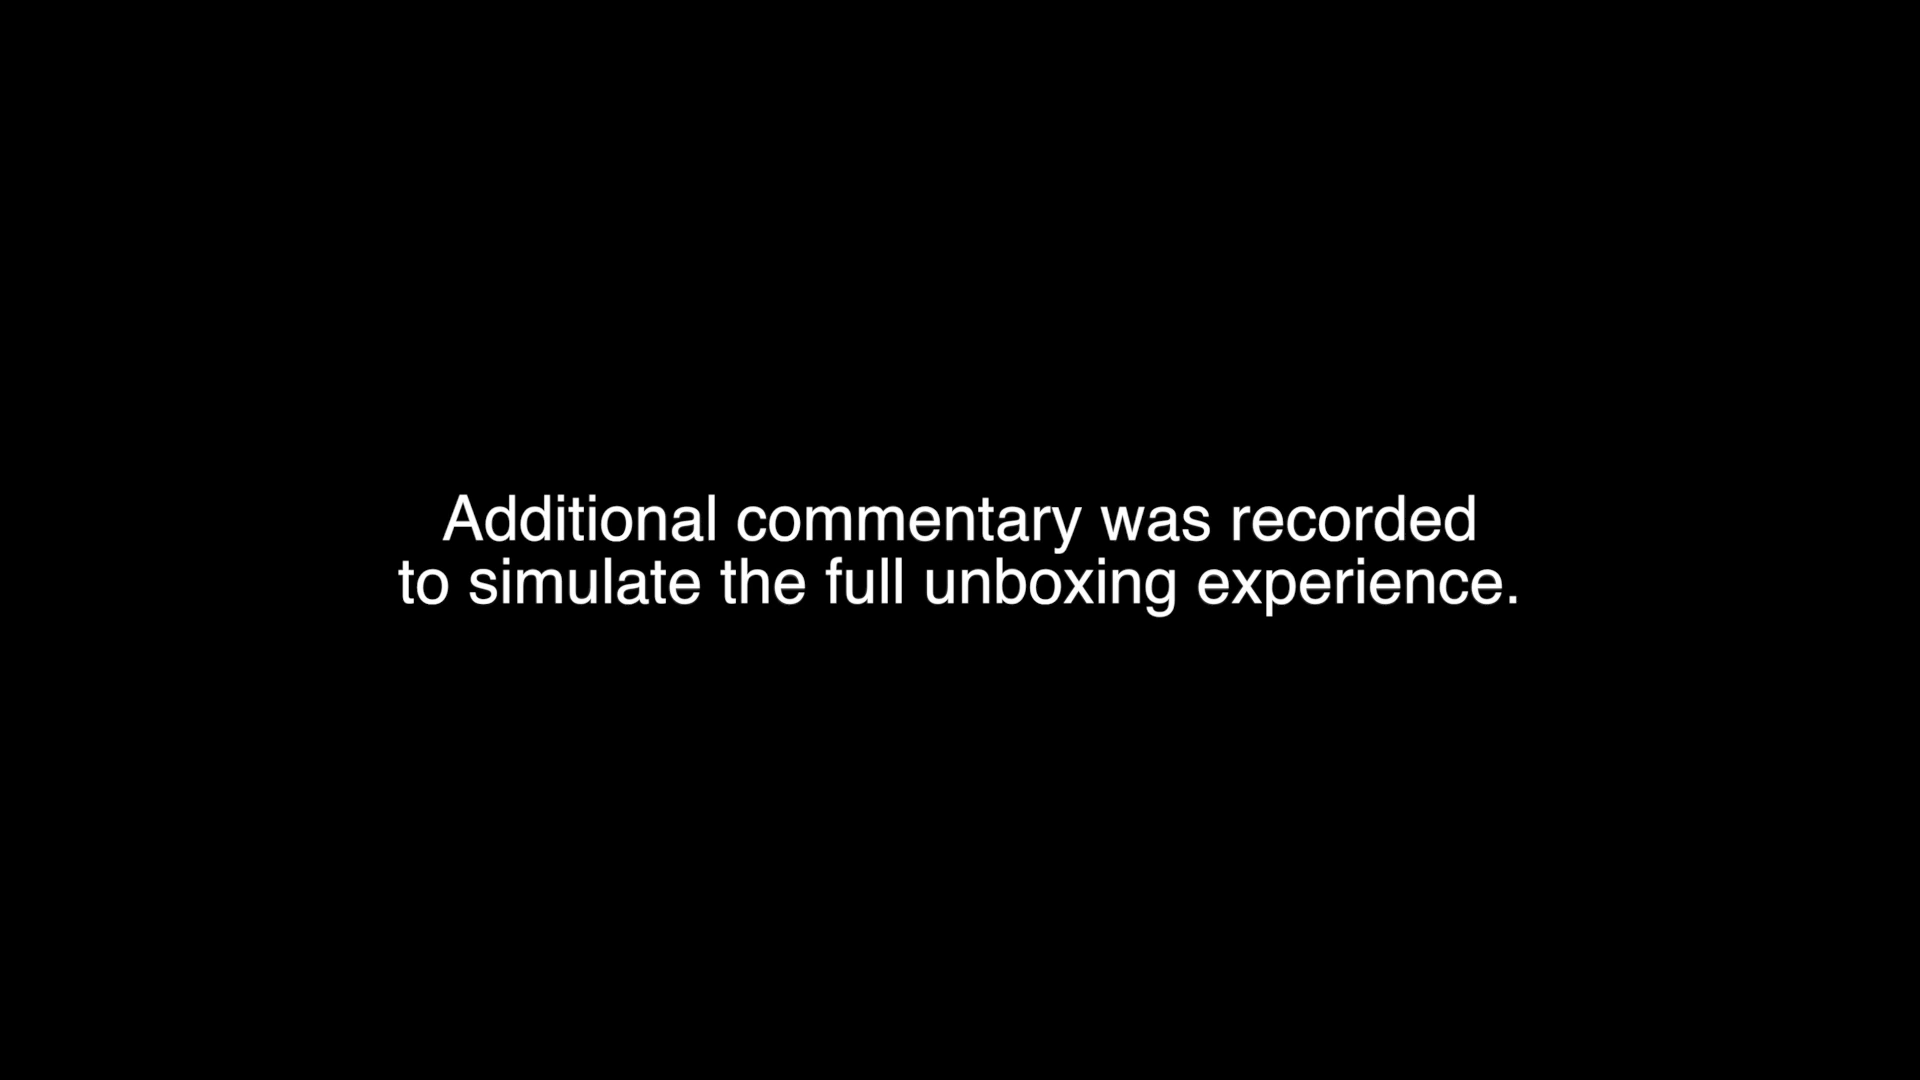 Additional commentary was recorded
to simulate the full unboxing experience.